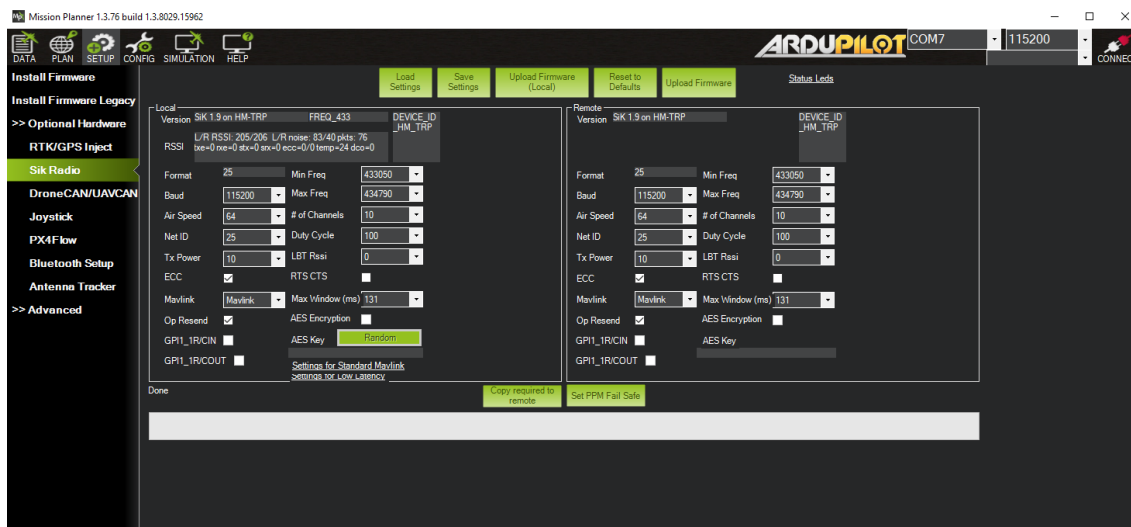 Mission Planner 1.3.76 build 1.3.8029.15962
DATA PLAN SETUP CONFIG SIMULATION HELP
ARDUPILOT
COM7 115200
CONNEC
Install Firmware
Install Firmware Legacy
>> Optional Hardware
RTK/GPS Inject
Sik Radio
DroneCAN/UAVCAN
Joystick
PX4Flow
Bluetooth Setup
Antenna Tracker
>> Advanced
Load Settings
Save Settings
Upload Firmware (Local)
Reset to Defaults
Upload Firmware
Status Leds
Local
Version SiK 1.9 on HM-TRP FREQ_433 DEVICE_ID
_HM_TRP
RSSI L/R RSSI: 205/206 L/R noise: 83/40 pkts: 76
txe=0 rxe=0 stx=0 srx=0 ecc=0/0 temp=24 dco=0
Format 25 Min Freq 433050
Baud 115200 Max Freq 434790
Air Speed 64 # of Channels 10
Net ID 25 Duty Cycle 100
Tx Power 10 LBT Rssi 0
ECC RTS CTS
Mavlink Mavlink Max Window (ms) 131
Op Resend AES Encryption
GPI1_1R/CIN AES Key Random
GPI1_1R/COUT
Settings for Standard Mavlink
Settings for Low Latency
Remote
Version SiK 1.9 on HM-TRP DEVICE_ID
_HM_TRP
Format 25 Min Freq 433050
Baud 115200 Max Freq 434790
Air Speed 64 # of Channels 10
Net ID 25 Duty Cycle 100
Tx Power 10 LBT Rssi 0
ECC RTS CTS
Mavlink Mavlink Max Window (ms) 131
Op Resend AES Encryption
GPI1_1R/CIN AES Key
GPI1_1R/COUT
Done
Copy required to remote
Set PPM Fail Safe